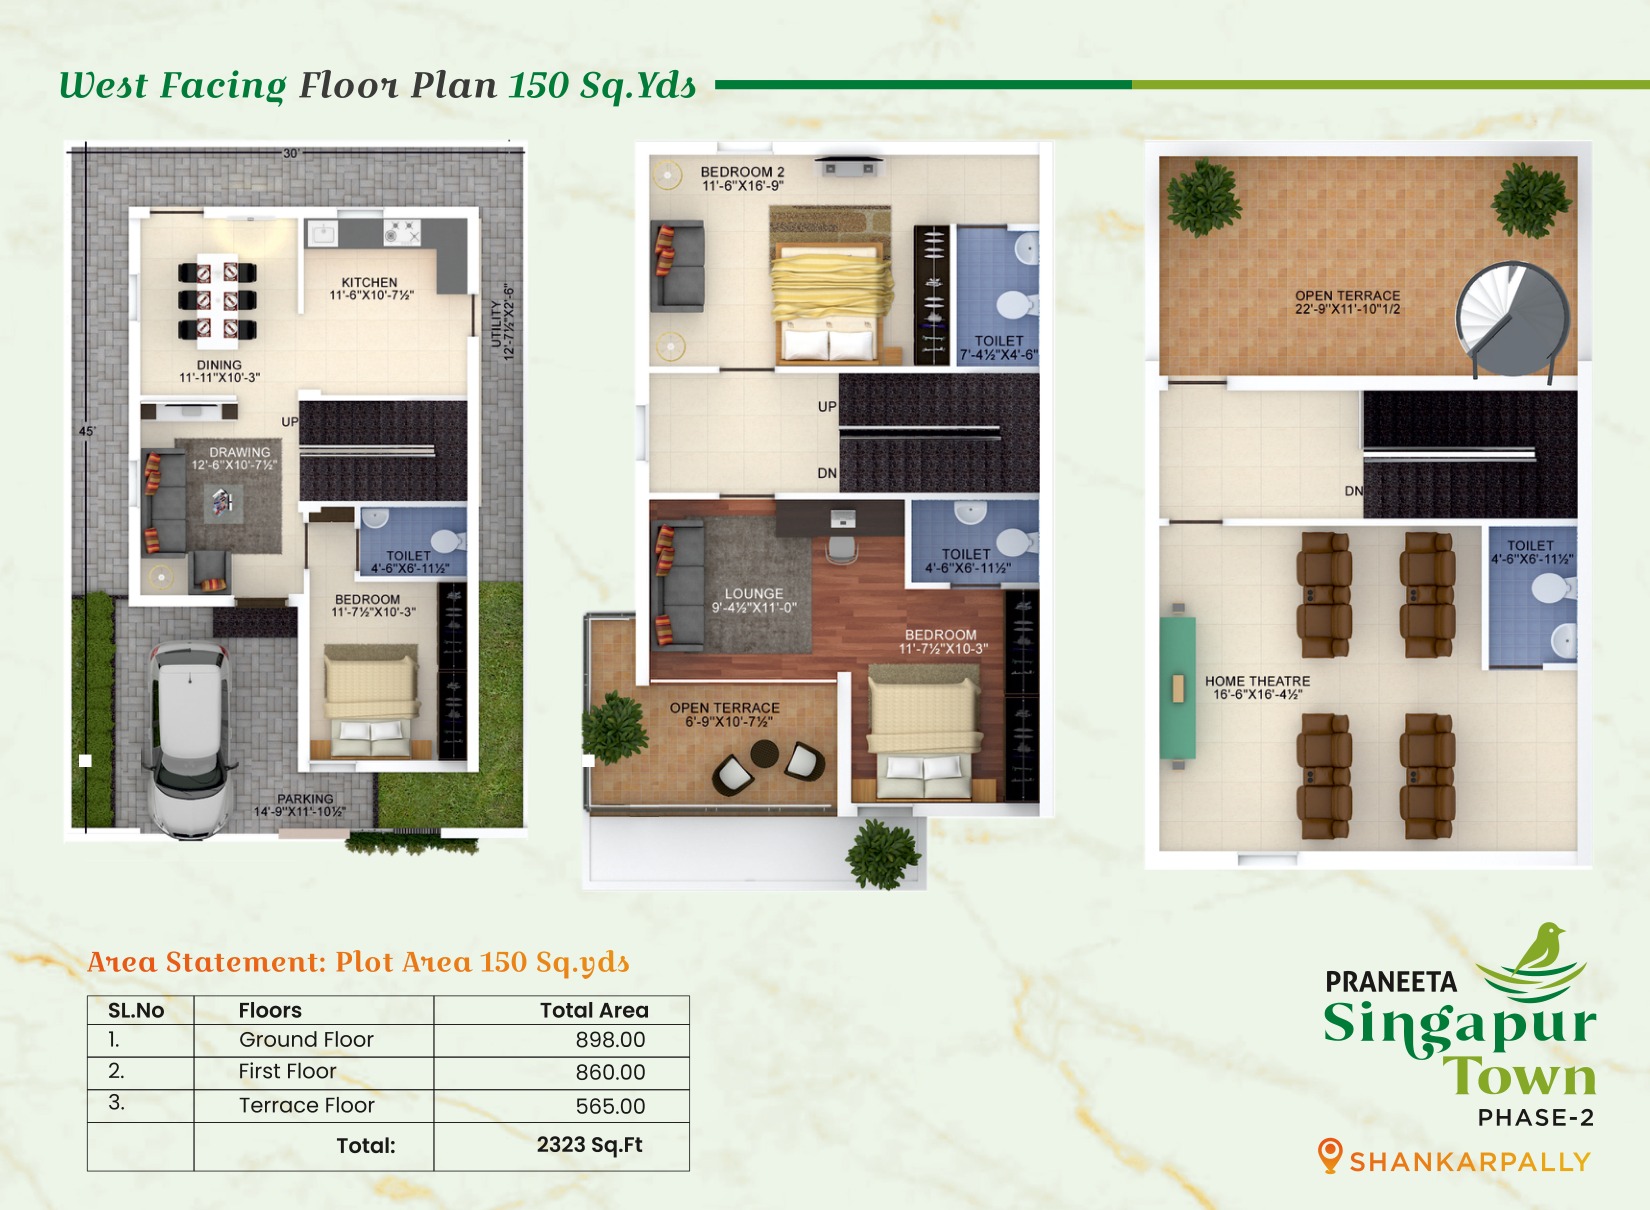 West Facing Floor Plan 150 Sq.Yds
30'
45'
KITCHEN
11'-6"X10'-7½"
UTILITY
12'-7½"X2'-6"
DINING
11'-11"X10'-3"
UP
DRAWING
12'-6"X10'-7½"
TOILET
4'-6"X6'-11½"
BEDROOM
11'-7½"X10'-3"
PARKING
14'-9"X11'-10½"
BEDROOM 2
11'-6"X16'-9"
TOILET
7'-4½"X4'-6"
UP
DN
LOUNGE
9'-4½"X11'-0"
TOILET
4'-6"X6'-11½"
BEDROOM
11'-7½"X10-3"
OPEN TERRACE
6'-9"X10'-7½"
OPEN TERRACE
22'-9"X11'-10"1/2
DN
TOILET
4'-6"X6'-11½"
HOME THEATRE
16'-6"X16'-4½"
Area Statement: Plot Area 150 Sq.yds
SL.No Floors Total Area
1. Ground Floor 898.00
2. First Floor 860.00
3. Terrace Floor 565.00
Total: 2323 Sq.Ft
PRANEETA
Singapur
Town
PHASE-2
SHANKARPALLY